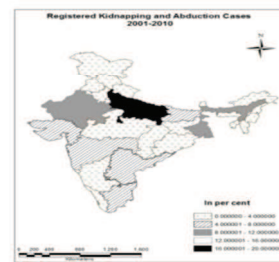 Registered Kidnapping and Abduction Cases
2001-2010
N
In per cent
0.000000 - 4.000000
4.000001 - 8.000000
8.000001 - 12.000000
12.000001 - 16.000000
16.000001 - 20.000000